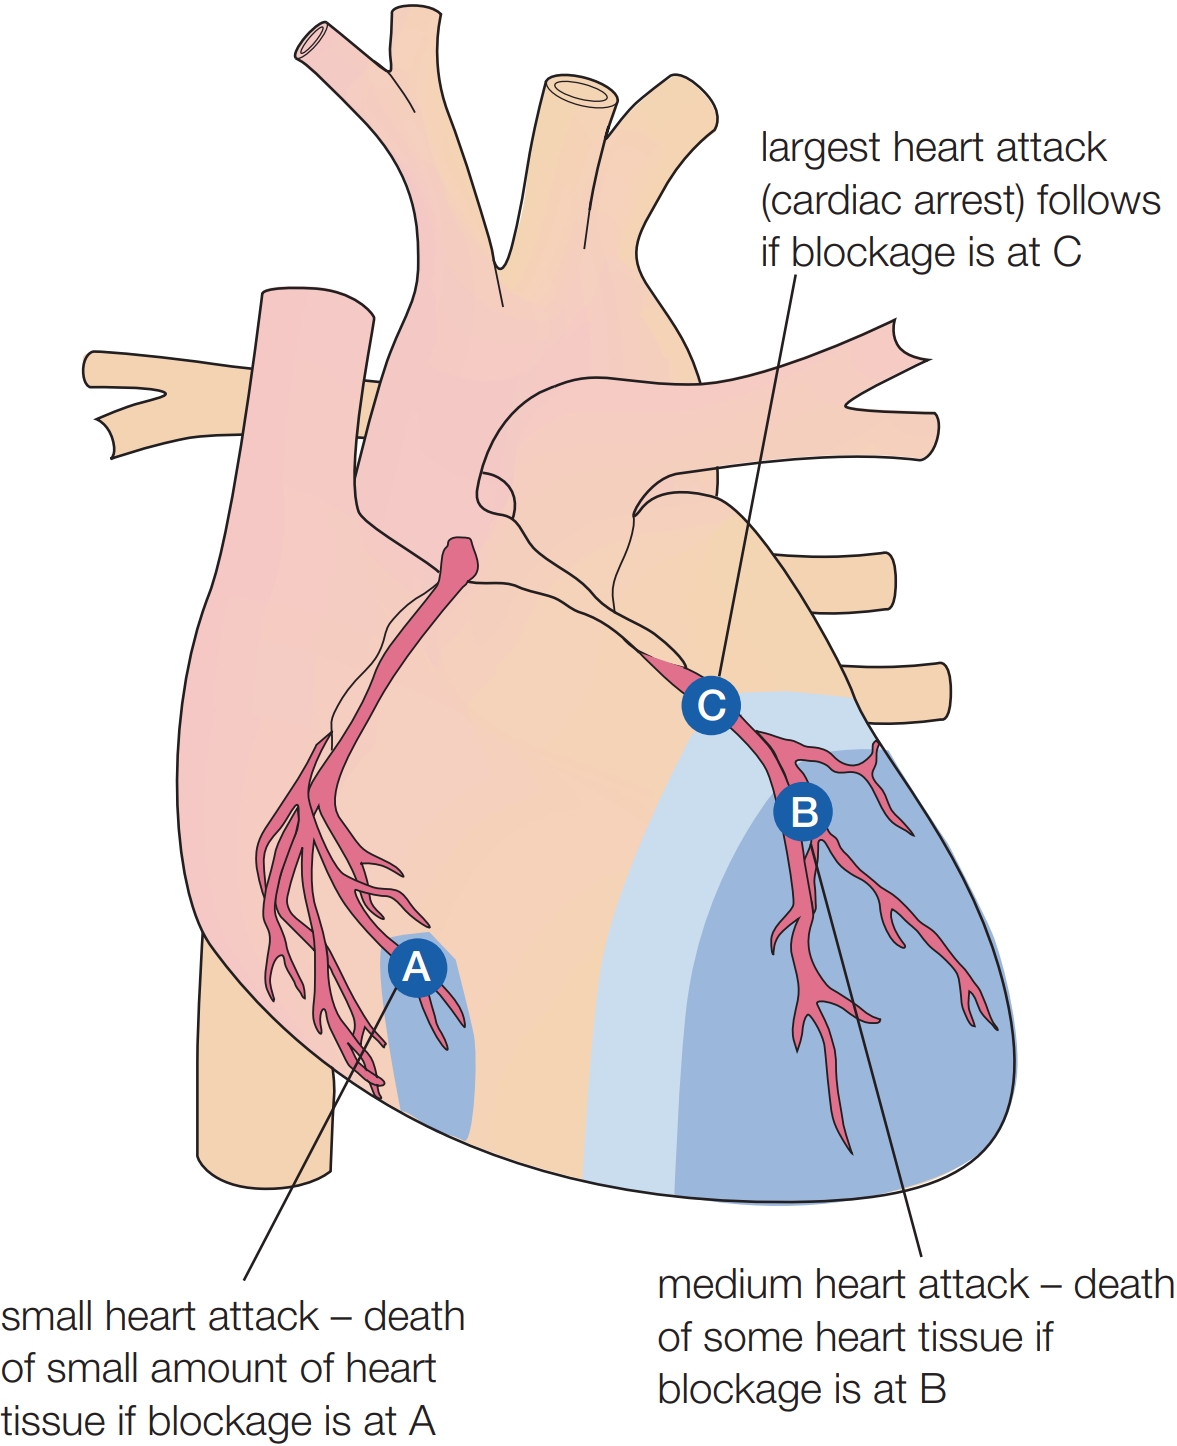 largest heart attack
(cardiac arrest) follows
if blockage is at C
C
B
A
small heart attack – death
of small amount of heart
tissue if blockage is at A
medium heart attack – death
of some heart tissue if
blockage is at B